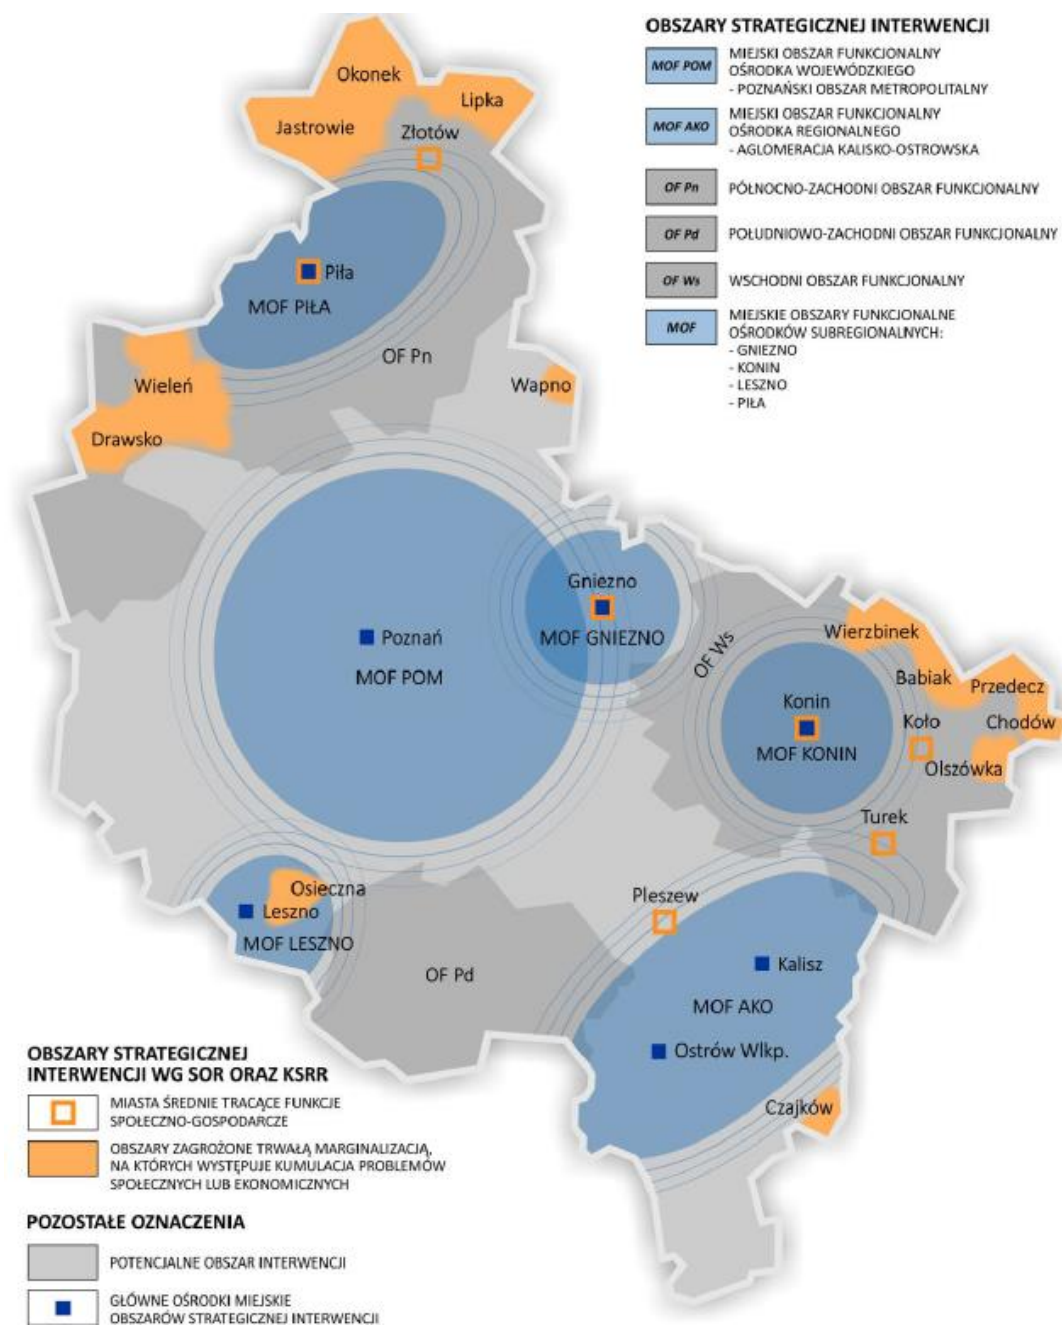 OBSZARY STRATEGICZNEJ INTERWENCJI
MOF POM
MIEJSKI OBSZAR FUNKCJONALNY
OŚRODKA WOJEWÓDZKIEGO
- POZNAŃSKI OBSZAR METROPOLITALNY
MOF AKO
MIEJSKI OBSZAR FUNKCJONALNY
OŚRODKA REGIONALNEGO
- AGLOMERACJA KALISKO-OSTROWSKA
OF Pn
PÓŁNOCNO-ZACHODNI OBSZAR FUNKCJONALNY
OF Pd
POŁUDNIOWO-ZACHODNI OBSZAR FUNKCJONALNY
OF Ws
WSCHODNI OBSZAR FUNKCJONALNY
MOF
MIEJSKIE OBSZARY FUNKCJONALNE
OŚRODKÓW SUBREGIONALNYCH:
- GNIEZNO
- KONIN
- LESZNO
- PIŁA
Okonek
Lipka
Jastrowie
Złotów
Piła
MOF PIŁA
OF Pn
Wieleń
Wapno
Drawsko
Gniezno
MOF GNIEZNO
Poznań
MOF POM
OF Ws
Wierzbinek
Babiak
Przedecz
Konin
Koło
Chodów
MOF KONIN
Olszówka
Turek
Osieczna
Leszno
MOF LESZNO
Pleszew
OF Pd
Kalisz
MOF AKO
Ostrów Wlkp.
Czajków
OBSZARY STRATEGICZNEJ
INTERWENCJI WG SOR ORAZ KSRR
MIASTA ŚREDNIE TRACĄCE FUNKCJE
SPOŁECZNO-GOSPODARCZE
OBSZARY ZAGROŻONE TRWAŁĄ MARGINALIZACJĄ,
NA KTÓRYCH WYSTĘPUJE KUMULACJA PROBLEMÓW
SPOŁECZNYCH LUB EKONOMICZNYCH
POZOSTAŁE OZNACZENIA
POTENCJALNE OBSZAR INTERWENCJI
GŁÓWNE OŚRODKI MIEJSKIE
OBSZARÓW STRATEGICZNEJ INTERWENCJI